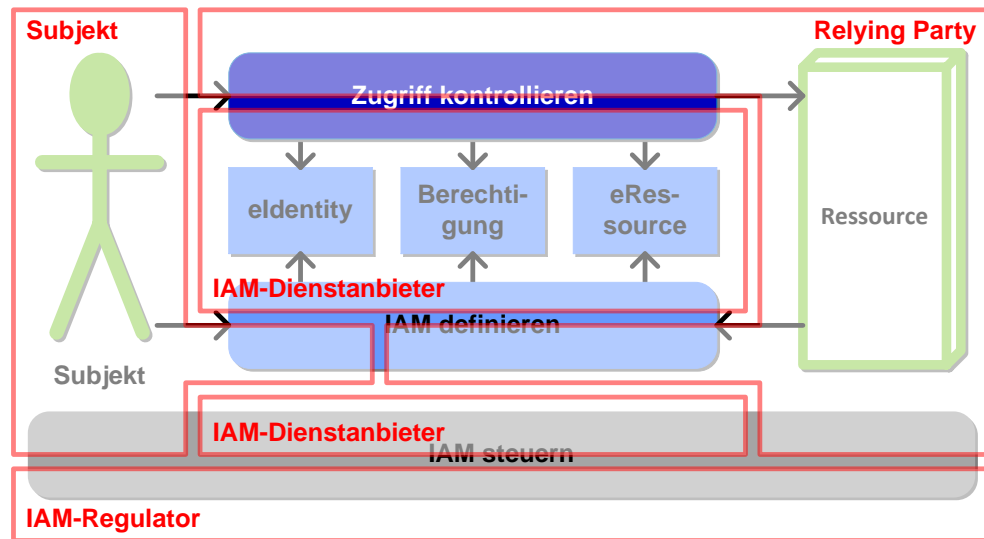 Subjekt
Relying Party
Zugriff kontrollieren
eIdentity
Berechti-
gung
eRes-
source
Ressource
IAM-Dienstanbieter
IAM definieren
Subjekt
IAM-Dienstanbieter
IAM steuern
IAM-Regulator